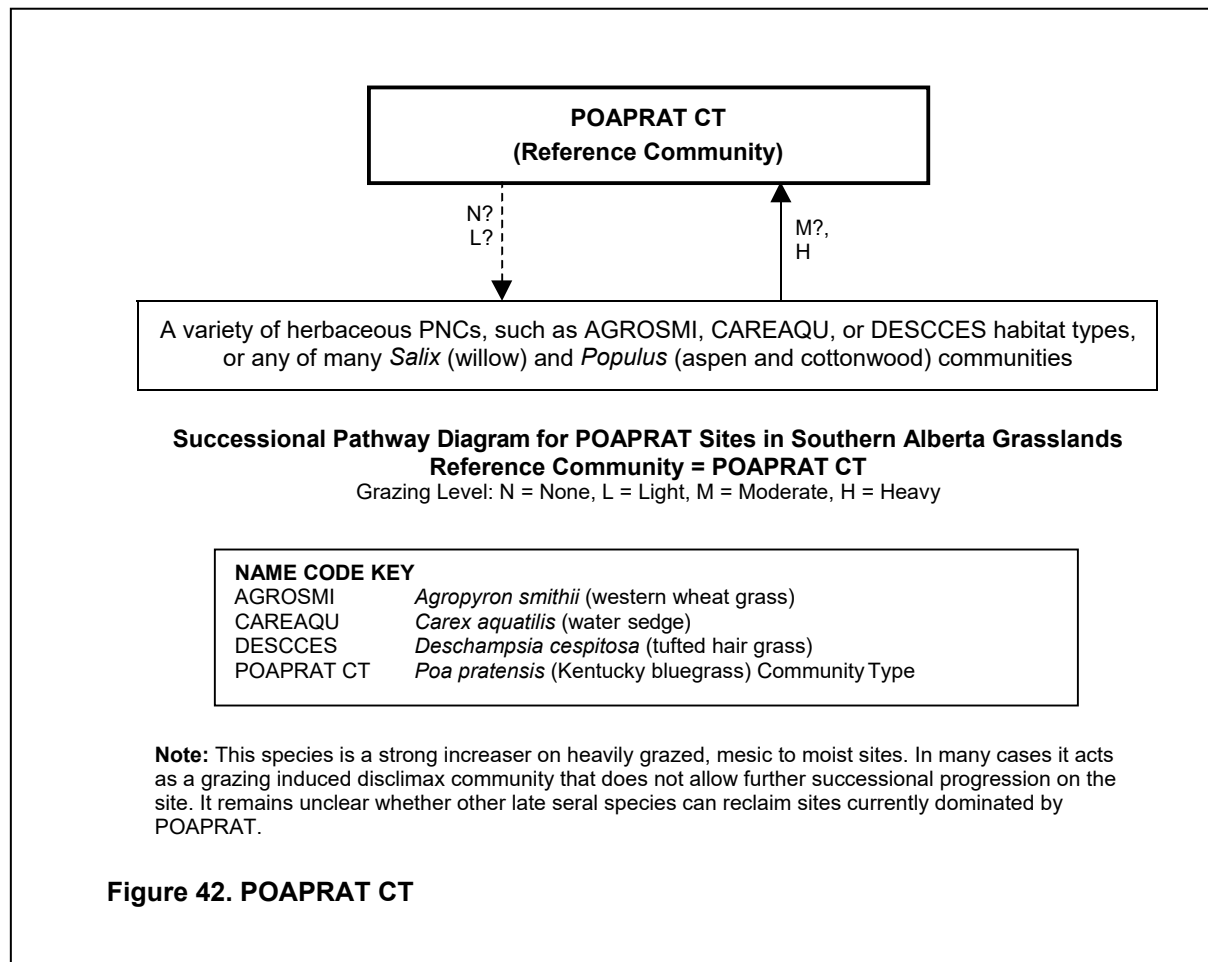 POAPRAT CT
(Reference Community)
N?
L?
M?,
H
A variety of herbaceous PNCs, such as AGROSMI, CAREAQU, or DESCCES habitat types,
or any of many Salix (willow) and Populus (aspen and cottonwood) communities
Successional Pathway Diagram for POAPRAT Sites in Southern Alberta Grasslands
Reference Community = POAPRAT CT
Grazing Level: N = None, L = Light, M = Moderate, H = Heavy
NAME CODE KEY
AGROSMI Agropyron smithii (western wheat grass)
CAREAQU Carex aquatilis (water sedge)
DESCCES Deschampsia cespitosa (tufted hair grass)
POAPRAT CT Poa pratensis (Kentucky bluegrass) Community Type
Note: This species is a strong increaser on heavily grazed, mesic to moist sites. In many cases it acts
as a grazing induced disclimax community that does not allow further successional progression on the
site. It remains unclear whether other late seral species can reclaim sites currently dominated by
POAPRAT.
Figure 42. POAPRAT CT